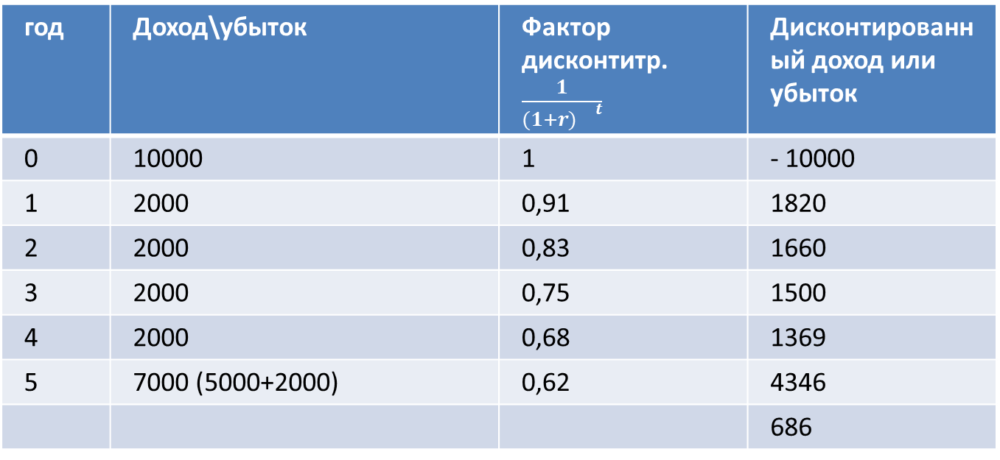 год Доход\убыток Фактор Дисконтированн
дисконтитр. ый доход или
1 убыток
(1+r) t
0 10000 1 - 10000
1 2000 0,91 1820
2 2000 0,83 1660
3 2000 0,75 1500
4 2000 0,68 1369
5 7000 (5000+2000) 0,62 4346
686